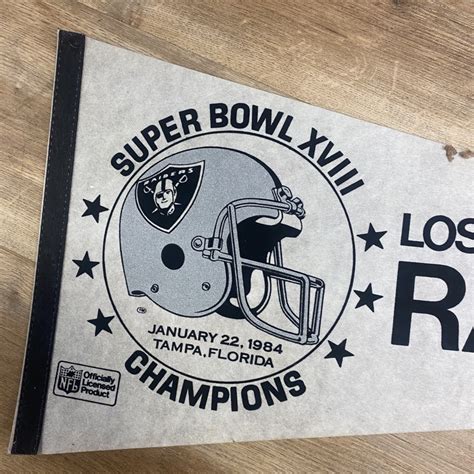 SUPER BOWL XVIII
RAIDERS
JANUARY 22, 1984
TAMPA, FLORIDA
CHAMPIONS
LOS
RA
NFL
Officially
Licensed
Product